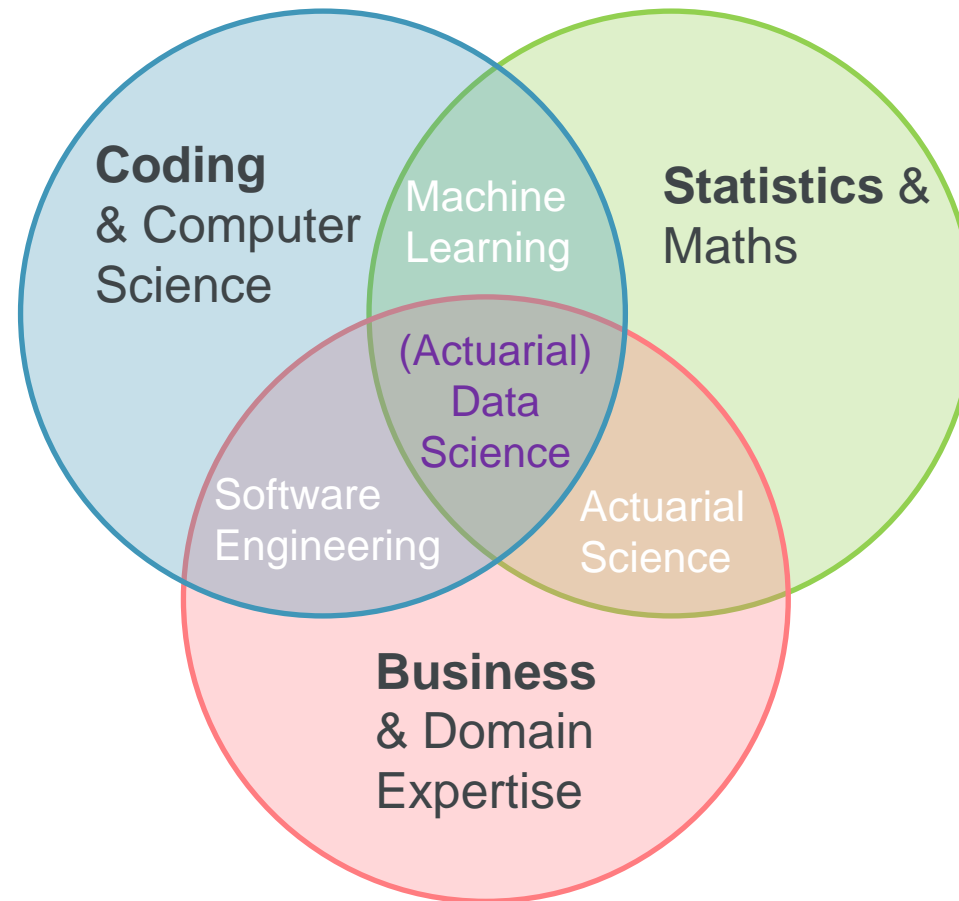 Coding
& Computer
Science
Machine
Learning
Statistics &
Maths
(Actuarial)
Data
Science
Software
Engineering
Actuarial
Science
Business
& Domain
Expertise